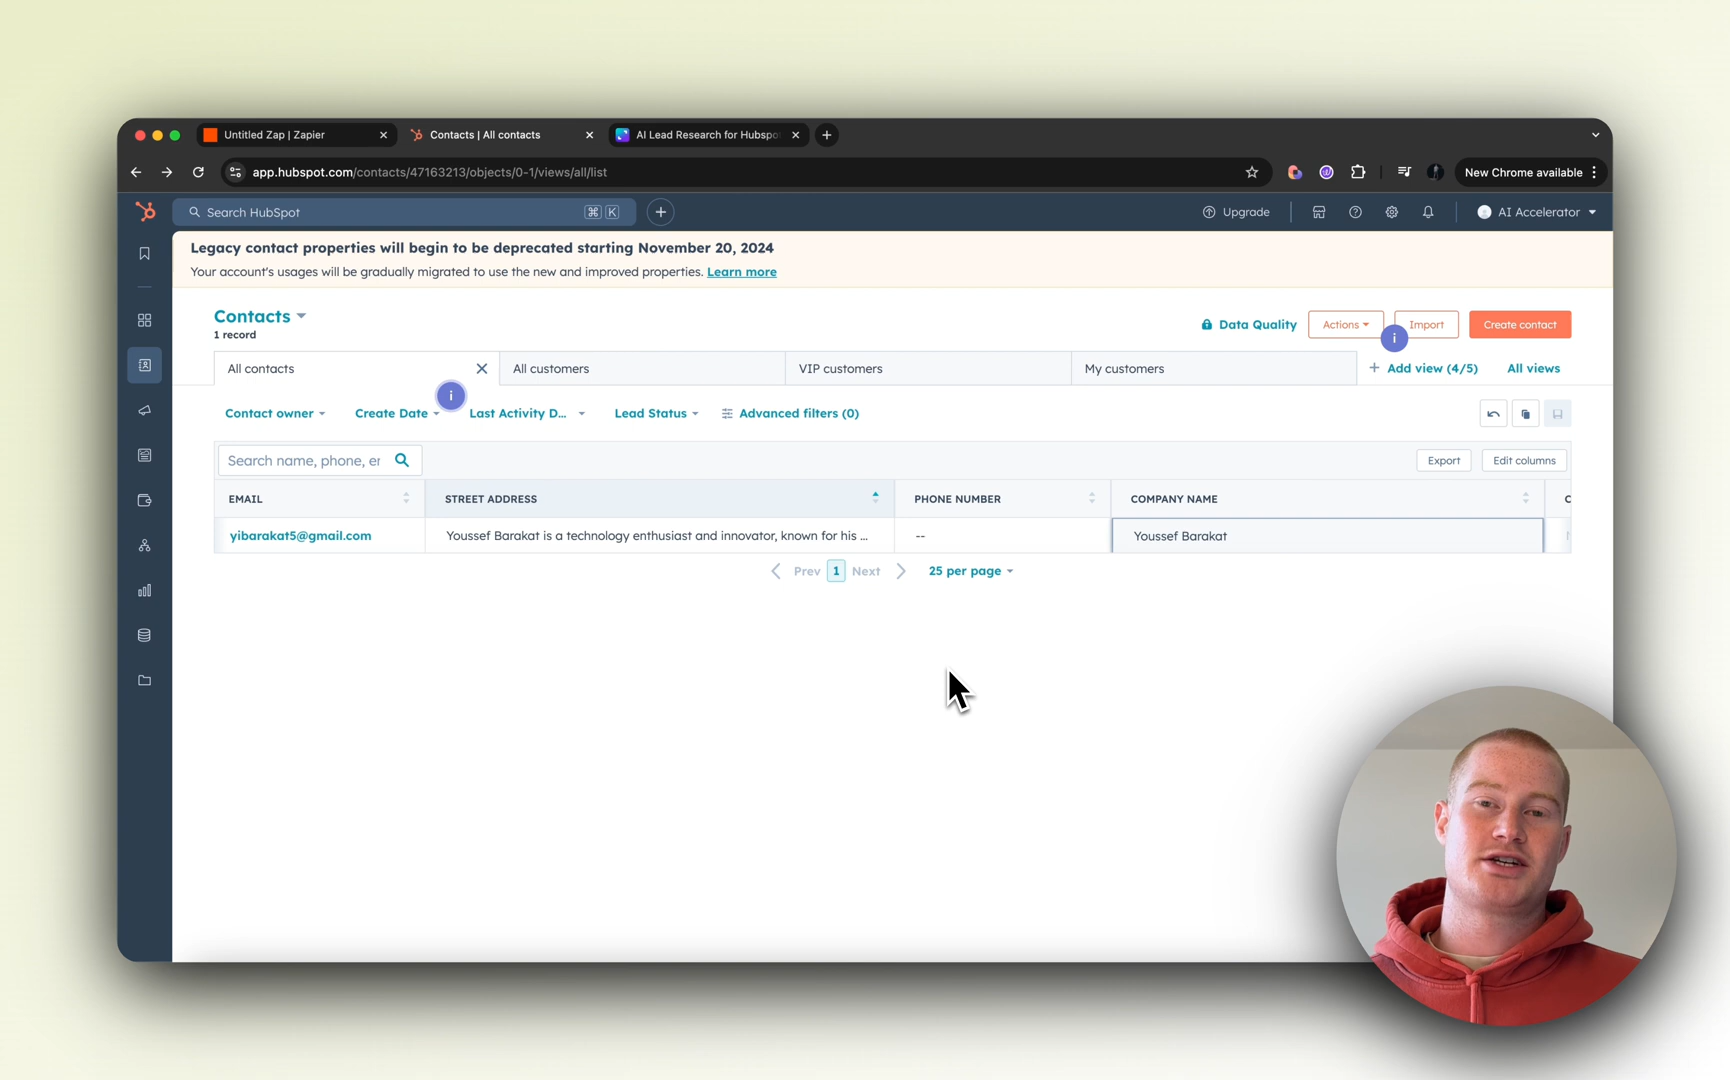 Untitled Zap | Zapier
Contacts | All contacts
AI Lead Research for Hubspo
app.hubspot.com/contacts/47163213/objects/0-1/views/all/list
New Chrome available
Search HubSpot
⌘ K
Upgrade
AI Accelerator
Legacy contact properties will begin to be deprecated starting November 20, 2024
Your account's usages will be gradually migrated to use the new and improved properties. Learn more
Contacts
1 record
Data Quality
Actions
Import
Create contact
i
All contacts
All customers
VIP customers
My customers
+ Add view (4/5)
All views
i
Contact owner
Create Date
Last Activity D...
Lead Status
Advanced filters (0)
Search name, phone, er
Export
Edit columns
EMAIL
STREET ADDRESS
PHONE NUMBER
COMPANY NAME
C
yibarakat5@gmail.com
Youssef Barakat is a technology enthusiast and innovator, known for his ...
--
Youssef Barakat
Prev
1
Next
25 per page